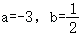 a=-3, b=1/2